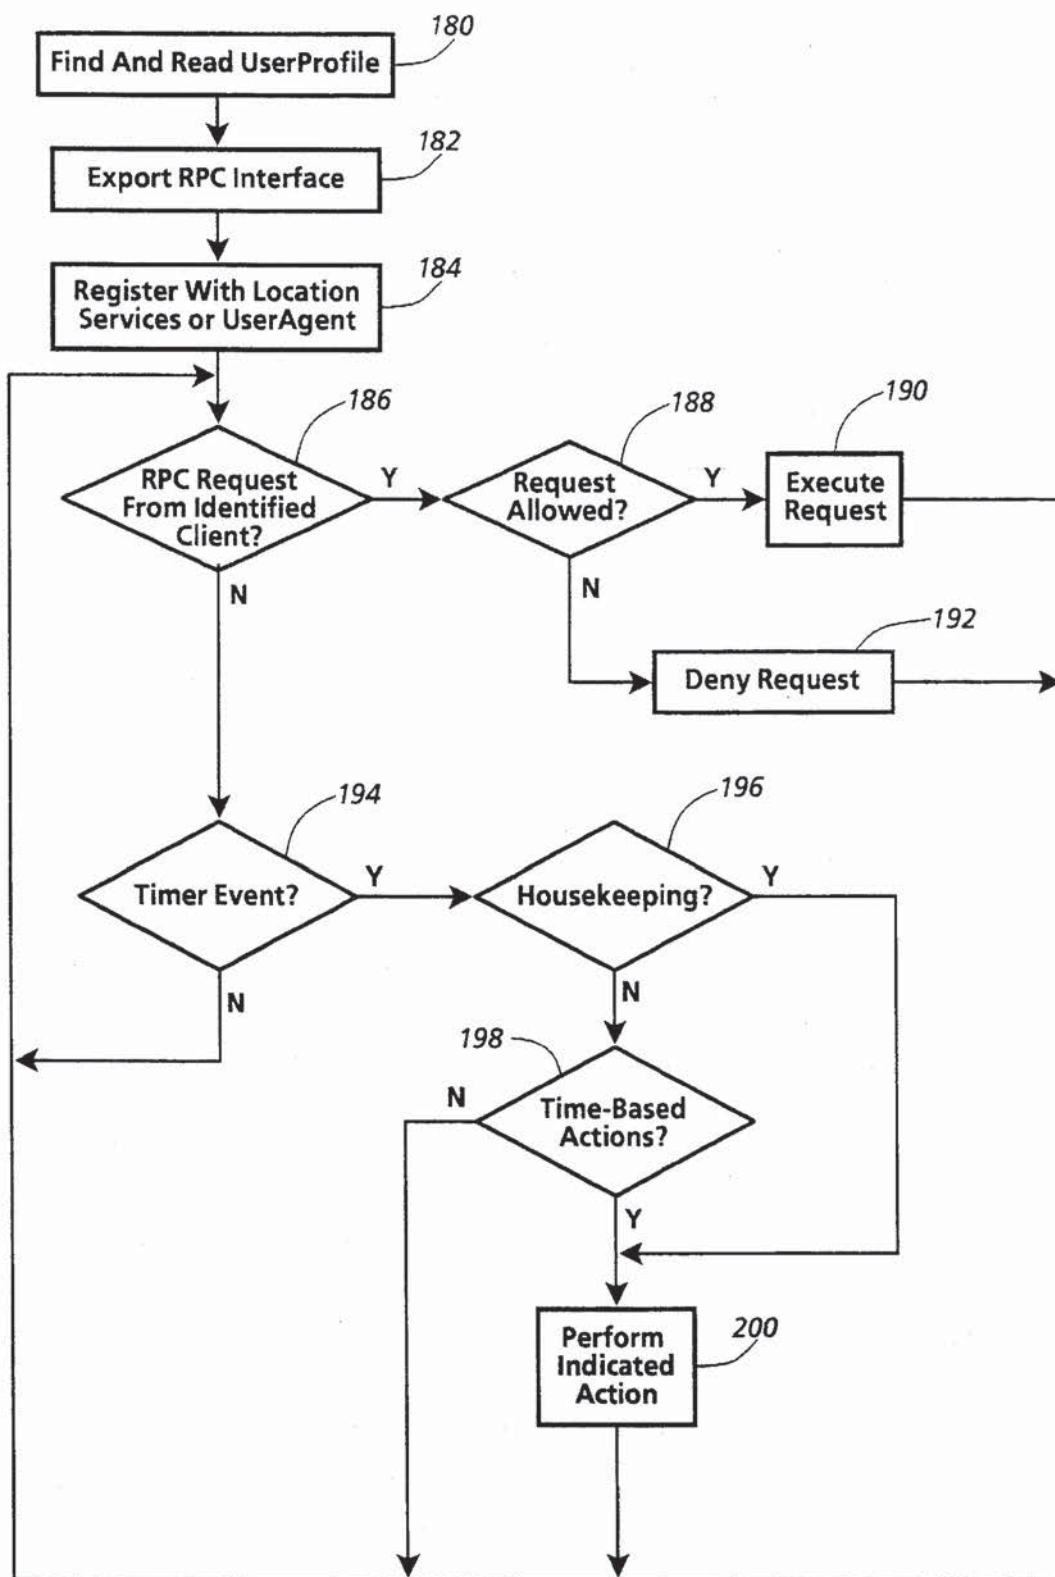 180
Find And Read UserProfile
182
Export RPC Interface
184
Register With Location
Services or UserAgent
186
RPC Request
From Identified
Client?
Y
N
188
Request
Allowed?
Y
N
190
Execute
Request
192
Deny Request
194
Timer Event?
Y
N
196
Housekeeping?
Y
N
198
Time-Based
Actions?
N
Y
200
Perform
Indicated
Action